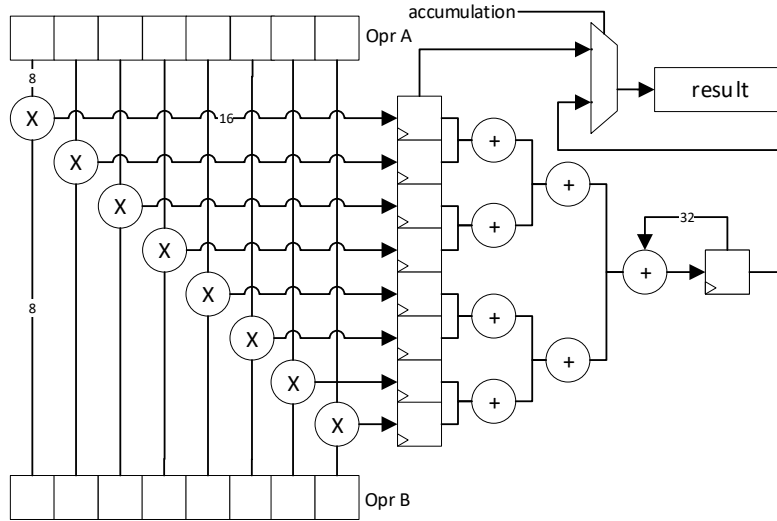 accumulation
Opr A
8
result
X
16
+
X
+
X
+
X
32
+
8
X
+
X
+
X
+
X
+
Opr B